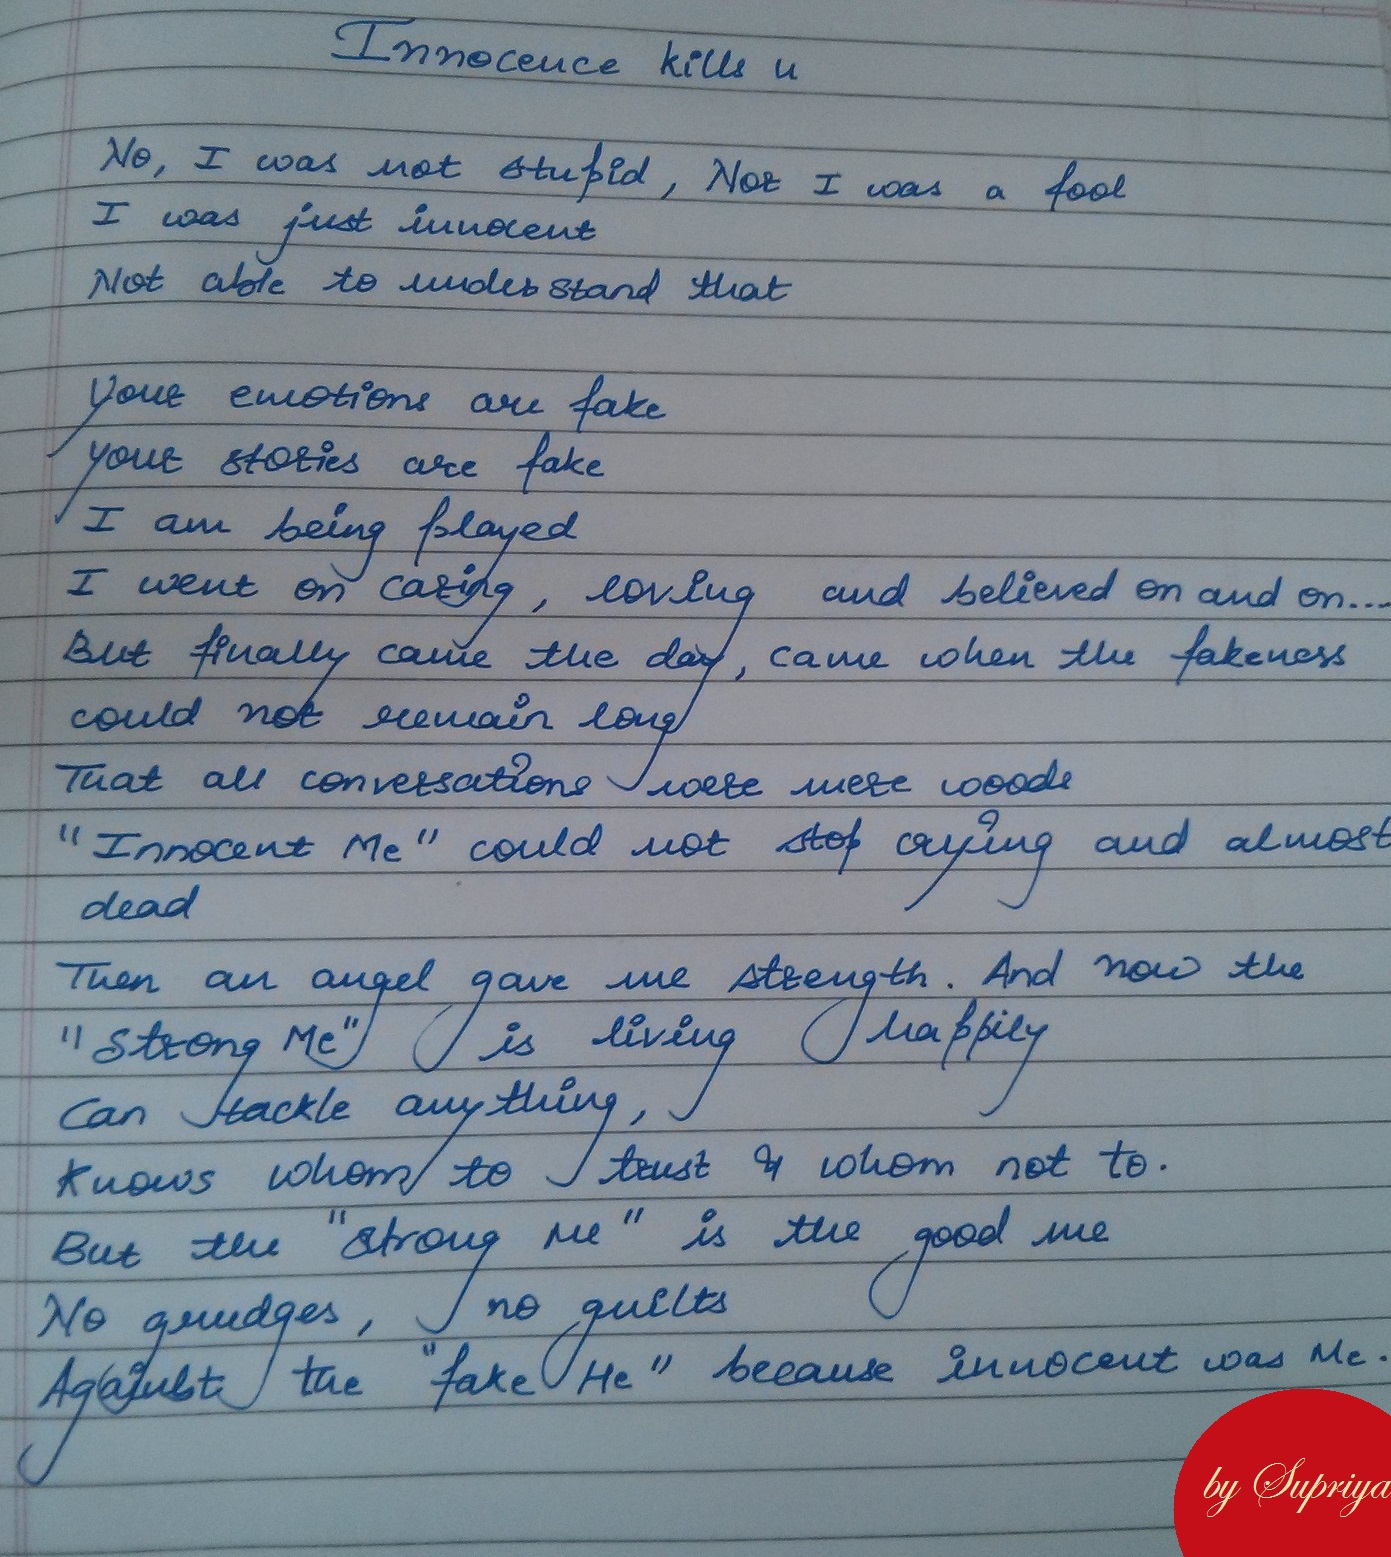 Innocence kills u
No, I was not stupid, Nor I was a fool
I was just innocent
Not able to understand that
Your emotions are fake
your stories are fake
I am being played
I went on caring, loving and believed on and on...
But finally came the day, came when the fakeness
could not remain long
That all conversations were mere woods
"Innocent Me" could not stop crying and almost
dead
Then an angel gave me strength. And now the
"Strong Me" is living happily
Can tackle anything,
Knows whom to trust & whom not to.
But the "strong Me" is the good me
No grudges, no guilts
Against the "fake He" because innocent was Me.
by Supriya